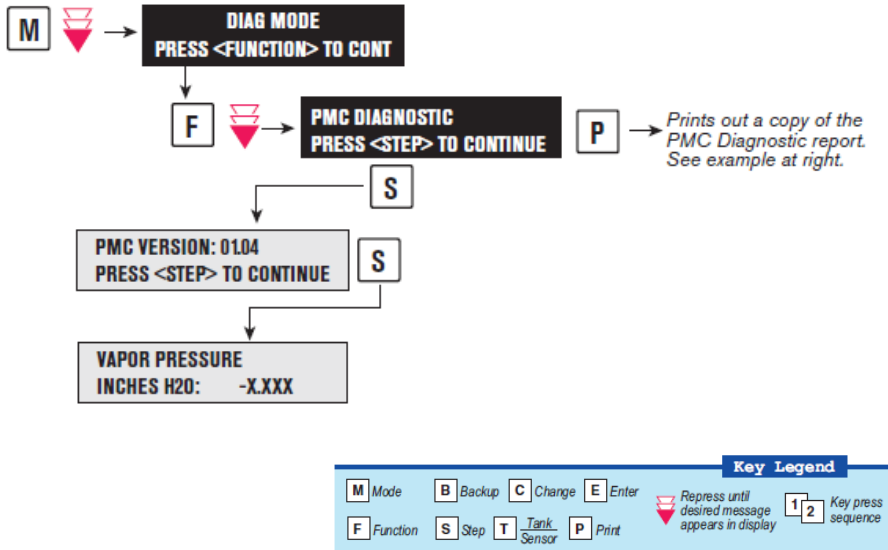 M
DIAG MODE
PRESS <FUNCTION> TO CONT
F
PMC DIAGNOSTIC
PRESS <STEP> TO CONTINUE
P
Prints out a copy of the
PMC Diagnostic report.
See example at right.
S
PMC VERSION: 01.04
PRESS <STEP> TO CONTINUE
S
VAPOR PRESSURE
INCHES H2O: -X.XXX
Key Legend
M Mode
B Backup
C Change
E Enter
Repress until
desired message
appears in display
1 2 Key press
sequence
F Function
S Step
T Tank
Sensor
P Print